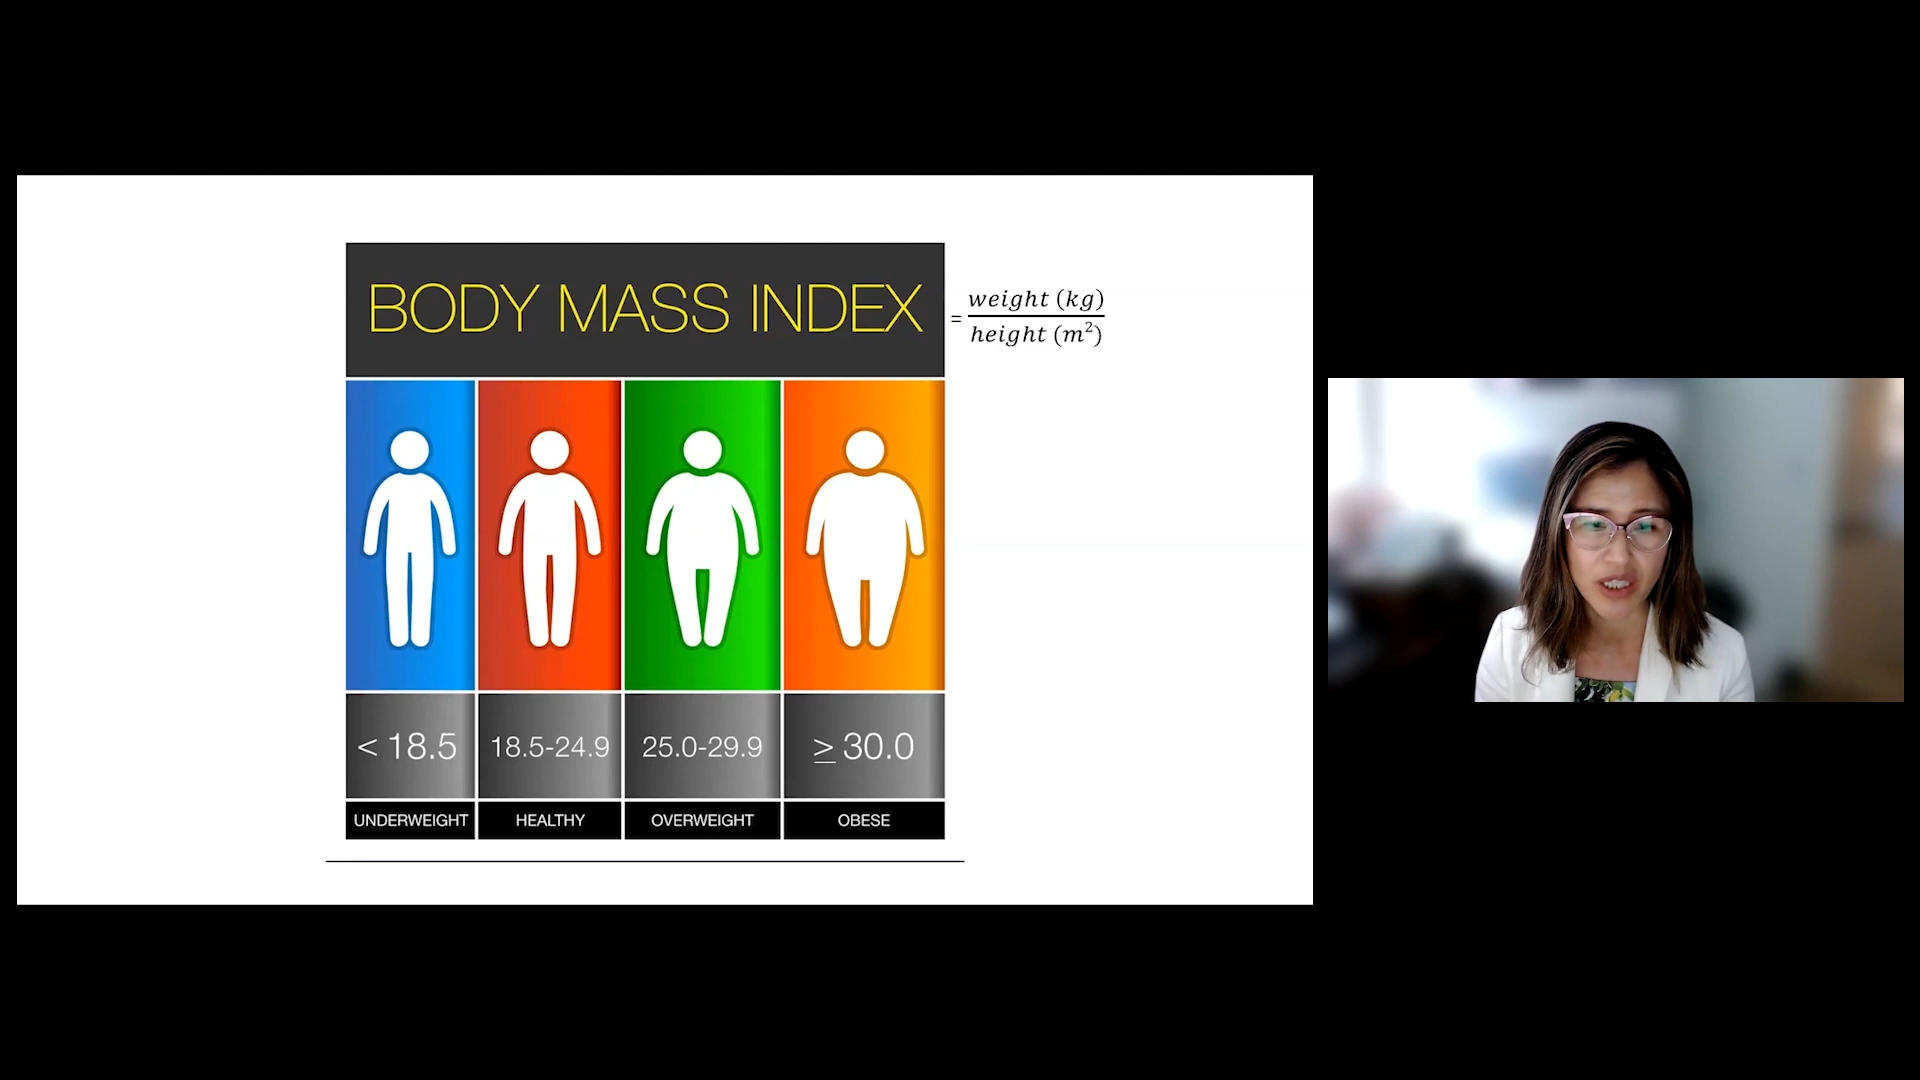 BODY MASS INDEX
= weight (kg)
height (m²)
< 18.5
18.5-24.9
25.0-29.9
≥ 30.0
UNDERWEIGHT
HEALTHY
OVERWEIGHT
OBESE